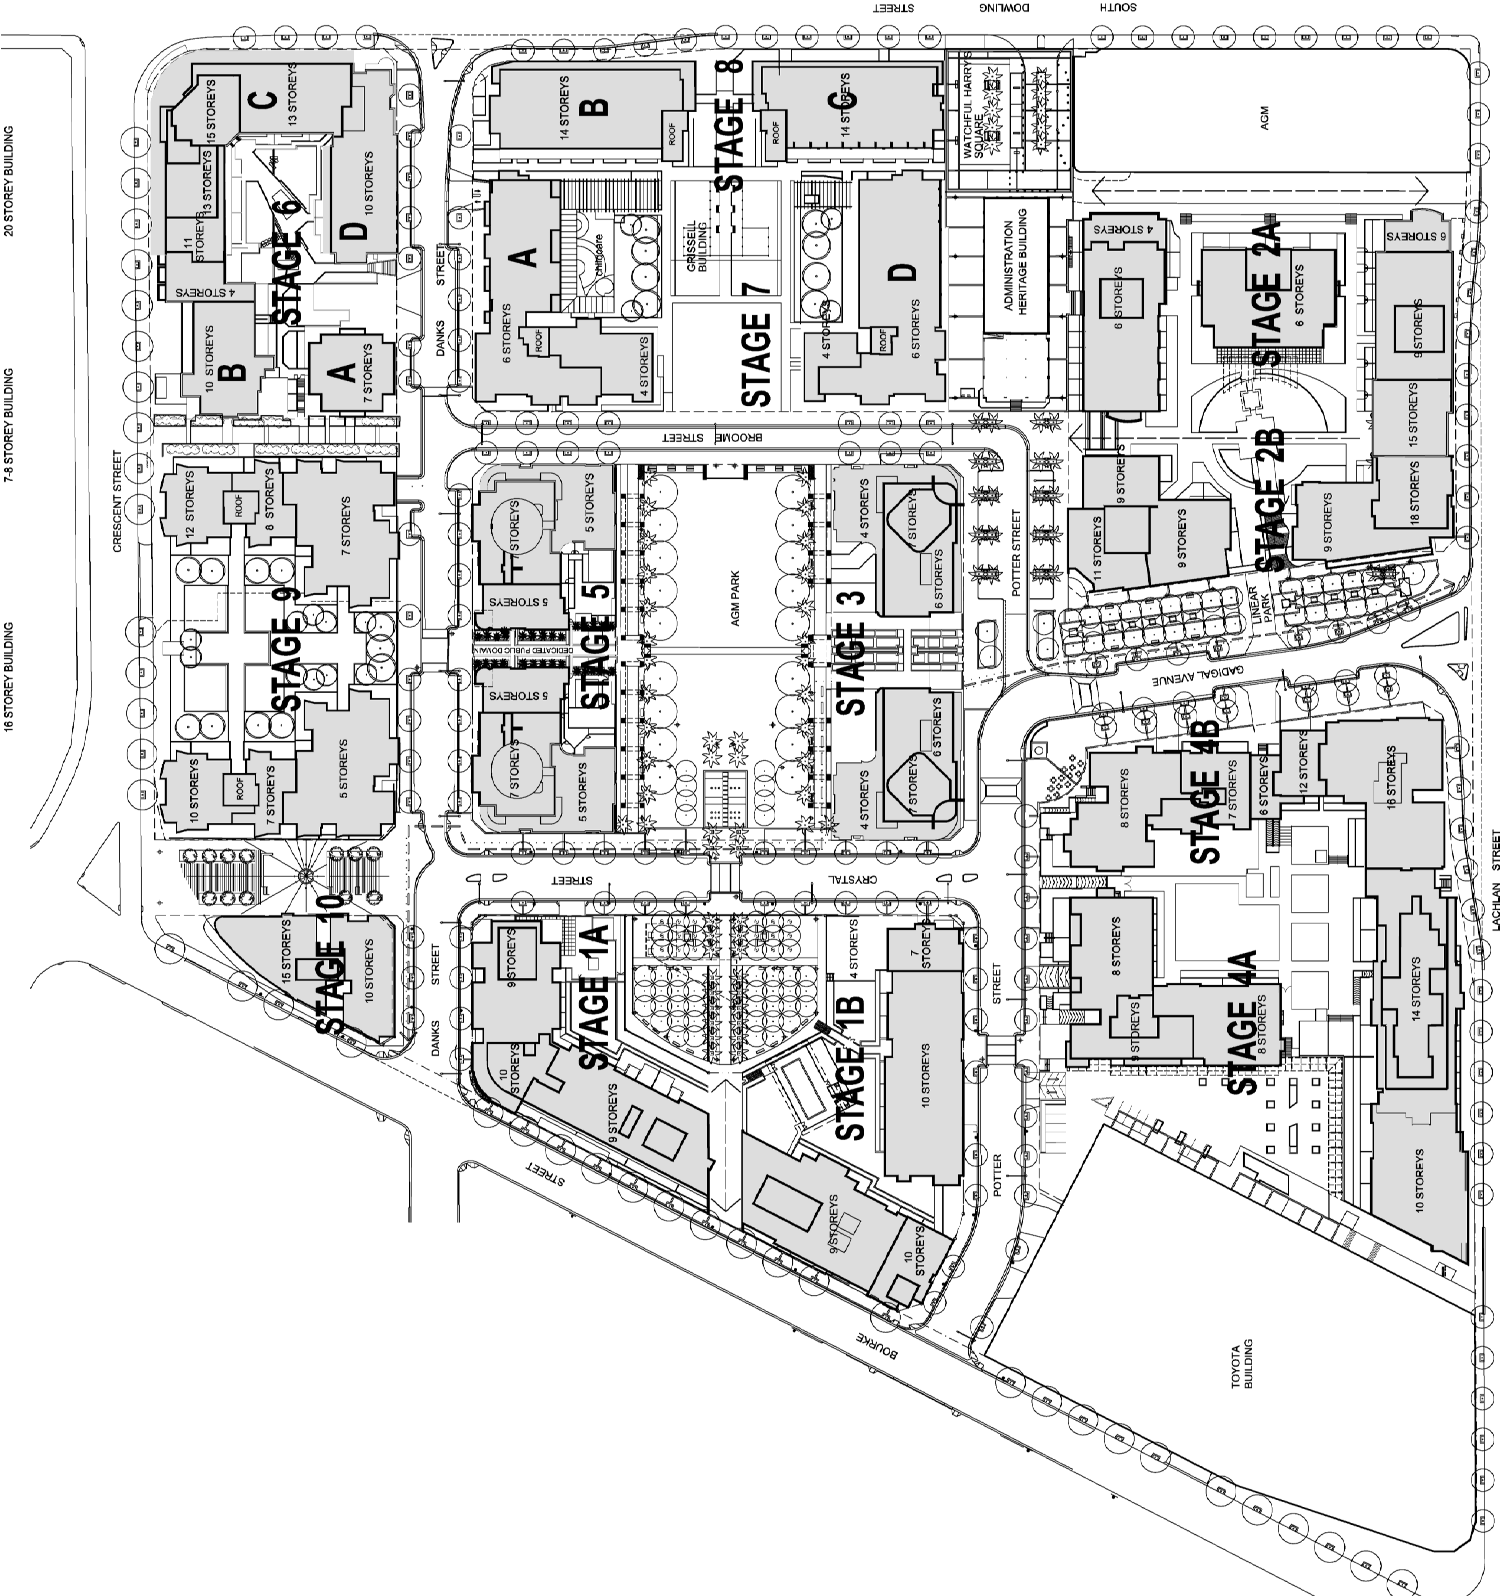 SOUTH
DOWLING
STREET
20 STOREY BUILDING
7-8 STOREY BUILDING
16 STOREY BUILDING
CRESCENT STREET
C
15 STOREYS
13 STOREYS
13 STOREYS
11
STOREYS
4 STOREYS
10 STOREYS
D
STAGE 6
10 STOREYS
B
A
7 STOREYS
DANKS
STREET
14 STOREYS
B
ROOF
STAGE 8
ROOF
14 STOREYS
C
WATCHFUL HARRYS
SQUARE
AGM
A
6 STOREYS
ROOF
4 STOREYS
childcare
GRISSELL
BUILDING
STAGE 7
D
4 STOREYS
ROOF
6 STOREYS
ADMINISTRATION
HERITAGE BUILDING
4 STOREYS
6 STOREYS
STAGE 2A
6 STOREYS
6 STOREYS
9 STOREYS
15 STOREYS
18 STOREYS
9 STOREYS
STAGE 2B
9 STOREYS
11 STOREYS
9 STOREYS
LINEAR
PARK
BROOME STREET
12 STOREYS
ROOF
8 STOREYS
7 STOREYS
STAGE 9
10 STOREYS
ROOF
7 STOREYS
5 STOREYS
7 STOREYS
5 STOREYS
5 STOREYS
DEDICATED PUBLIC DOMAIN
STAGE 5
5 STOREYS
7 STOREYS
5 STOREYS
AGM PARK
4 STOREYS
7 STOREYS
6 STOREYS
STAGE 3
6 STOREYS
7 STOREYS
4 STOREYS
POTTER STREET
GADIGAL AVENUE
STAGE 4B
8 STOREYS
7 STOREYS
6 STOREYS
12 STOREYS
16 STOREYS
LACHLAN STREET
STREET
CRYSTAL
15 STOREYS
STAGE 10
10 STOREYS
DANKS
STREET
9 STOREYS
STAGE 1A
10
STOREYS
9 STOREYS
4 STOREYS
7
STOREYS
STAGE 1B
10 STOREYS
9 STOREYS
10
STOREYS
POTTER
STREET
8 STOREYS
9 STOREYS
8 STOREYS
STAGE 4A
14 STOREYS
10 STOREYS
STREET
BOURKE
TOYOTA
BUILDING